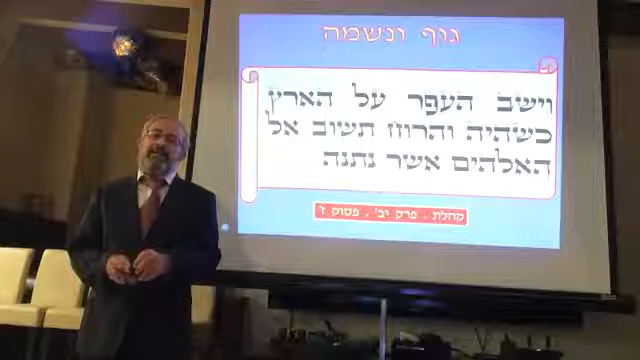 גוף ונשמה
וישב העפר על הארץ
כשהיה והרוח תשוב אל
האלהים אשר נתנה
קהלת . פרק יב' . פסוק ז'